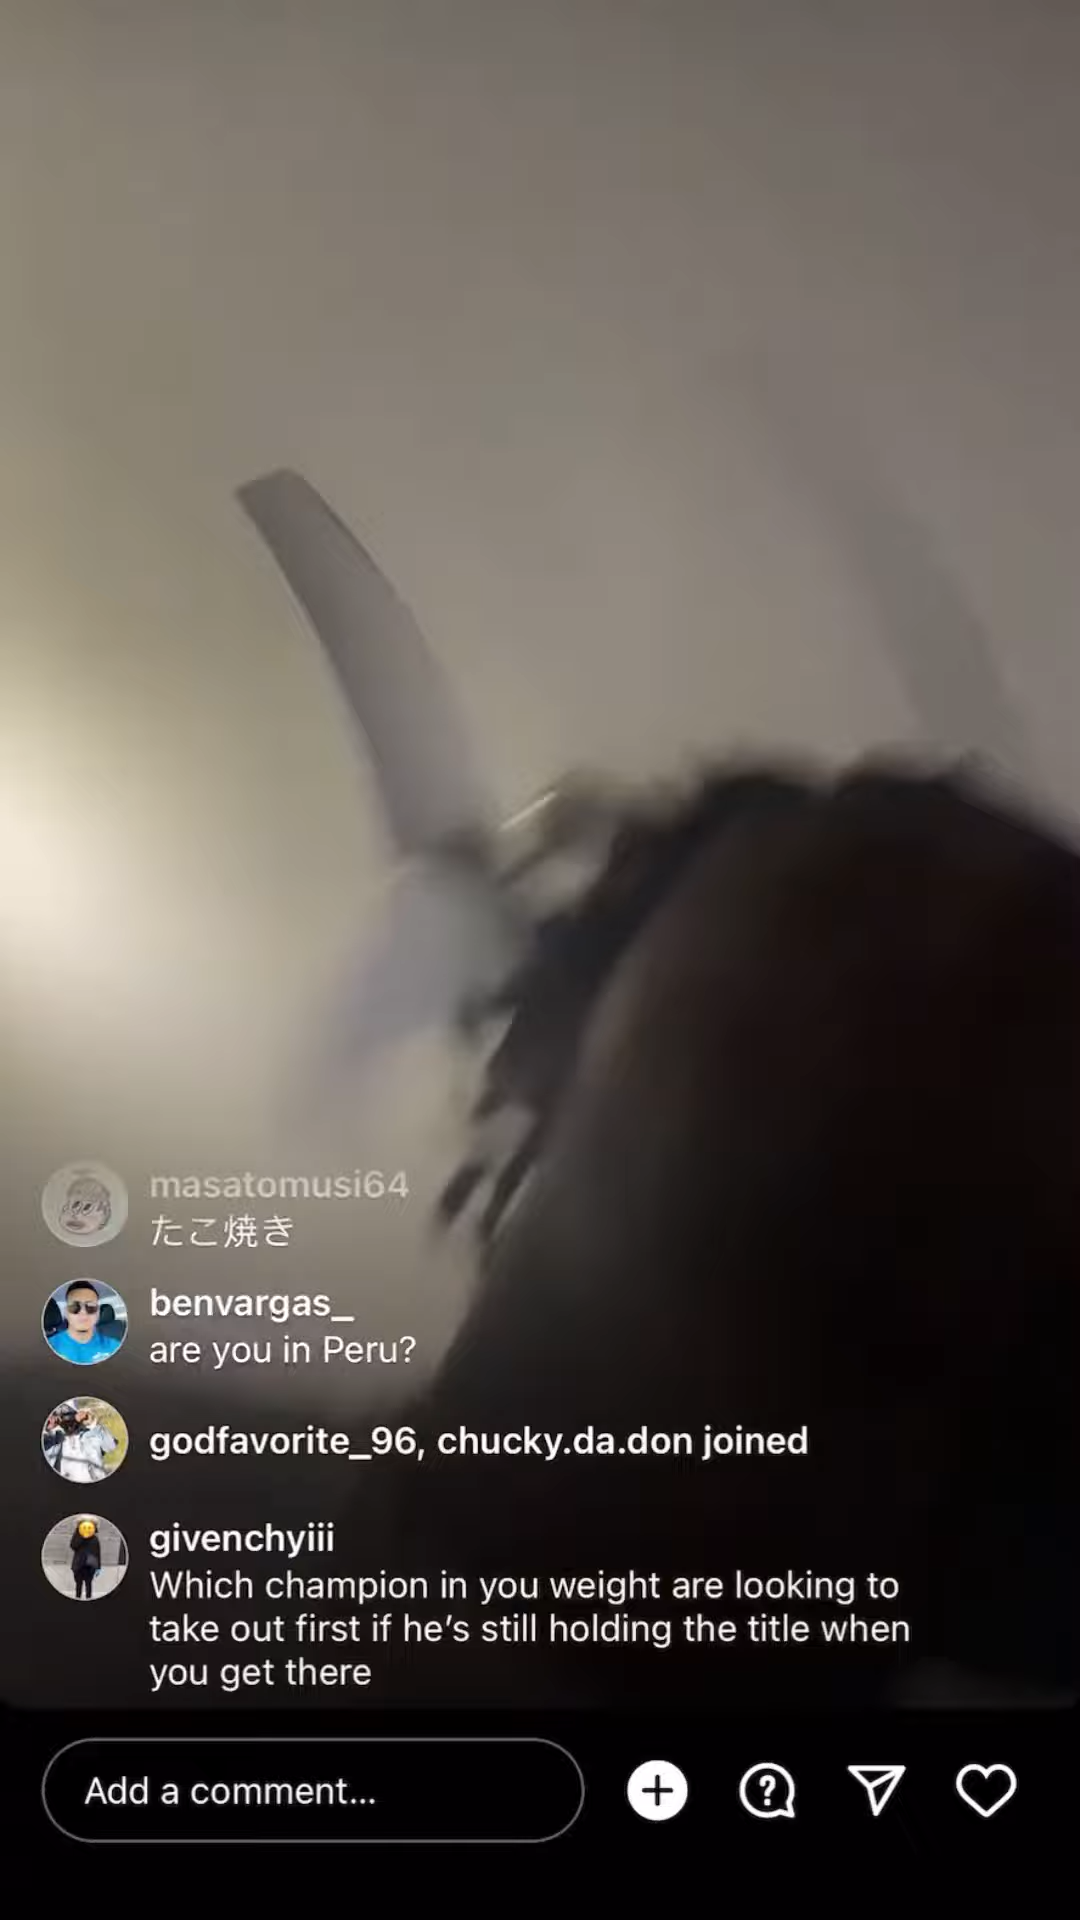 masatomusi64
たこ焼き
benvargas_
are you in Peru?
godfavorite_96, chucky.da.don joined
givenchyiii
Which champion in you weight are looking to
take out first if he’s still holding the title when
you get there
Add a comment...